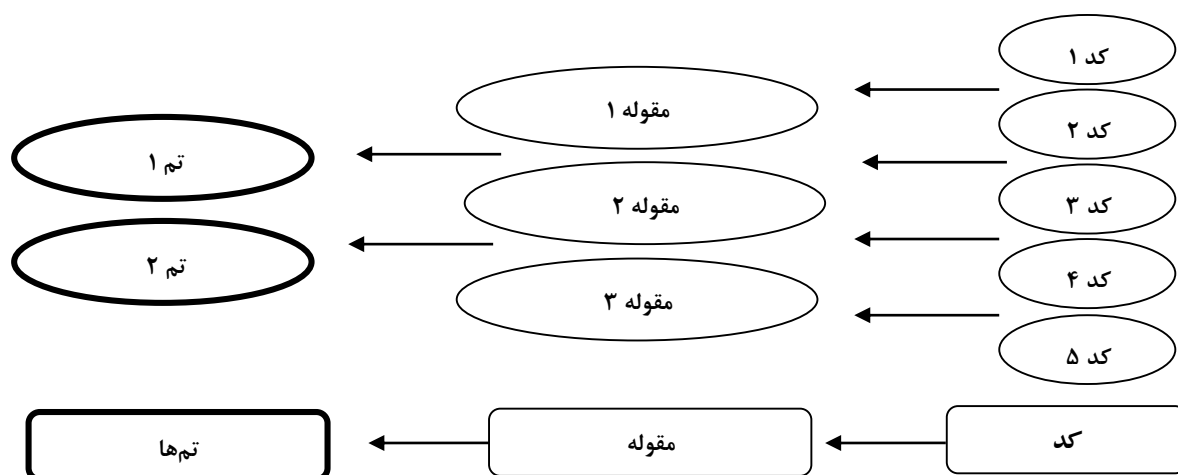 کد ۱
کد ۲
کد ۳
کد ۴
کد ۵
مقوله ۱
مقوله ۲
مقوله ۳
تم ۱
تم ۲
کد
مقوله
تم‌ها